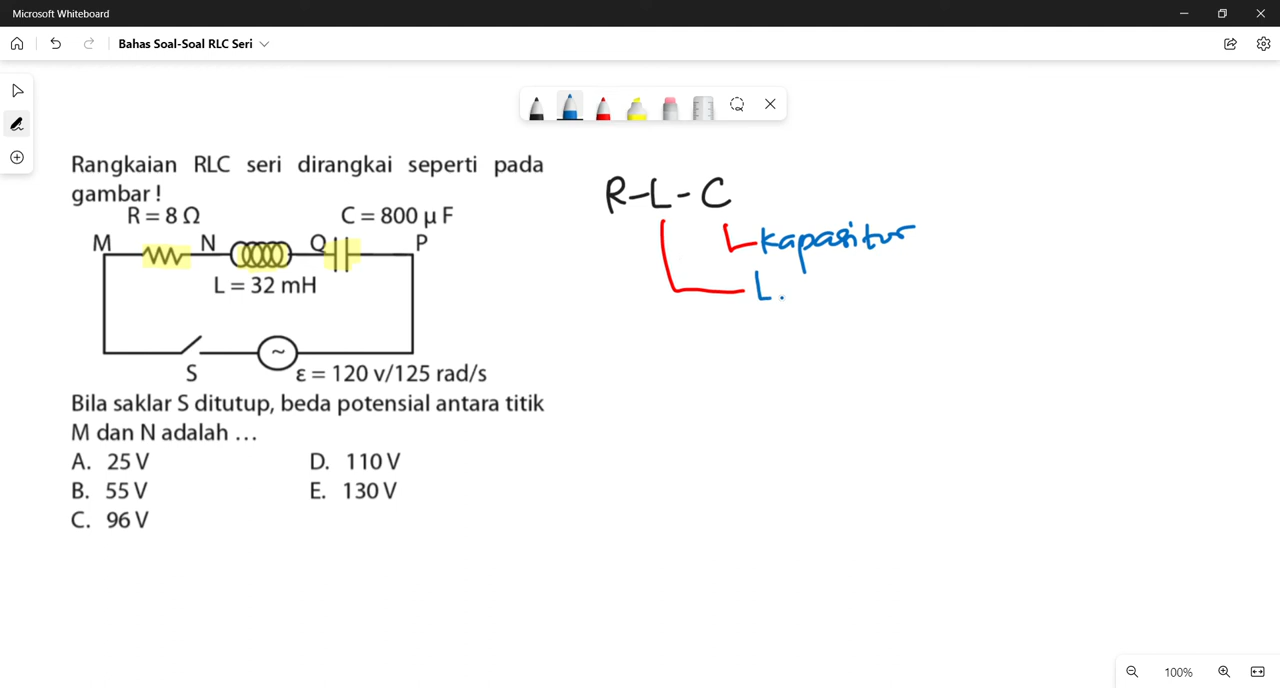 Microsoft Whiteboard
Bahas Soal-Soal RLC Seri
Rangkaian RLC seri dirangkai seperti pada
gambar !
R = 8 Ω C = 800 μ F
M N Q P
L = 32 mH
S
ε = 120 v/125 rad/s
Bila saklar S ditutup, beda potensial antara titik
M dan N adalah ...
A. 25 V D. 110 V
B. 55 V E. 130 V
C. 96 V
R-L-C
kapasitor
L.
100%